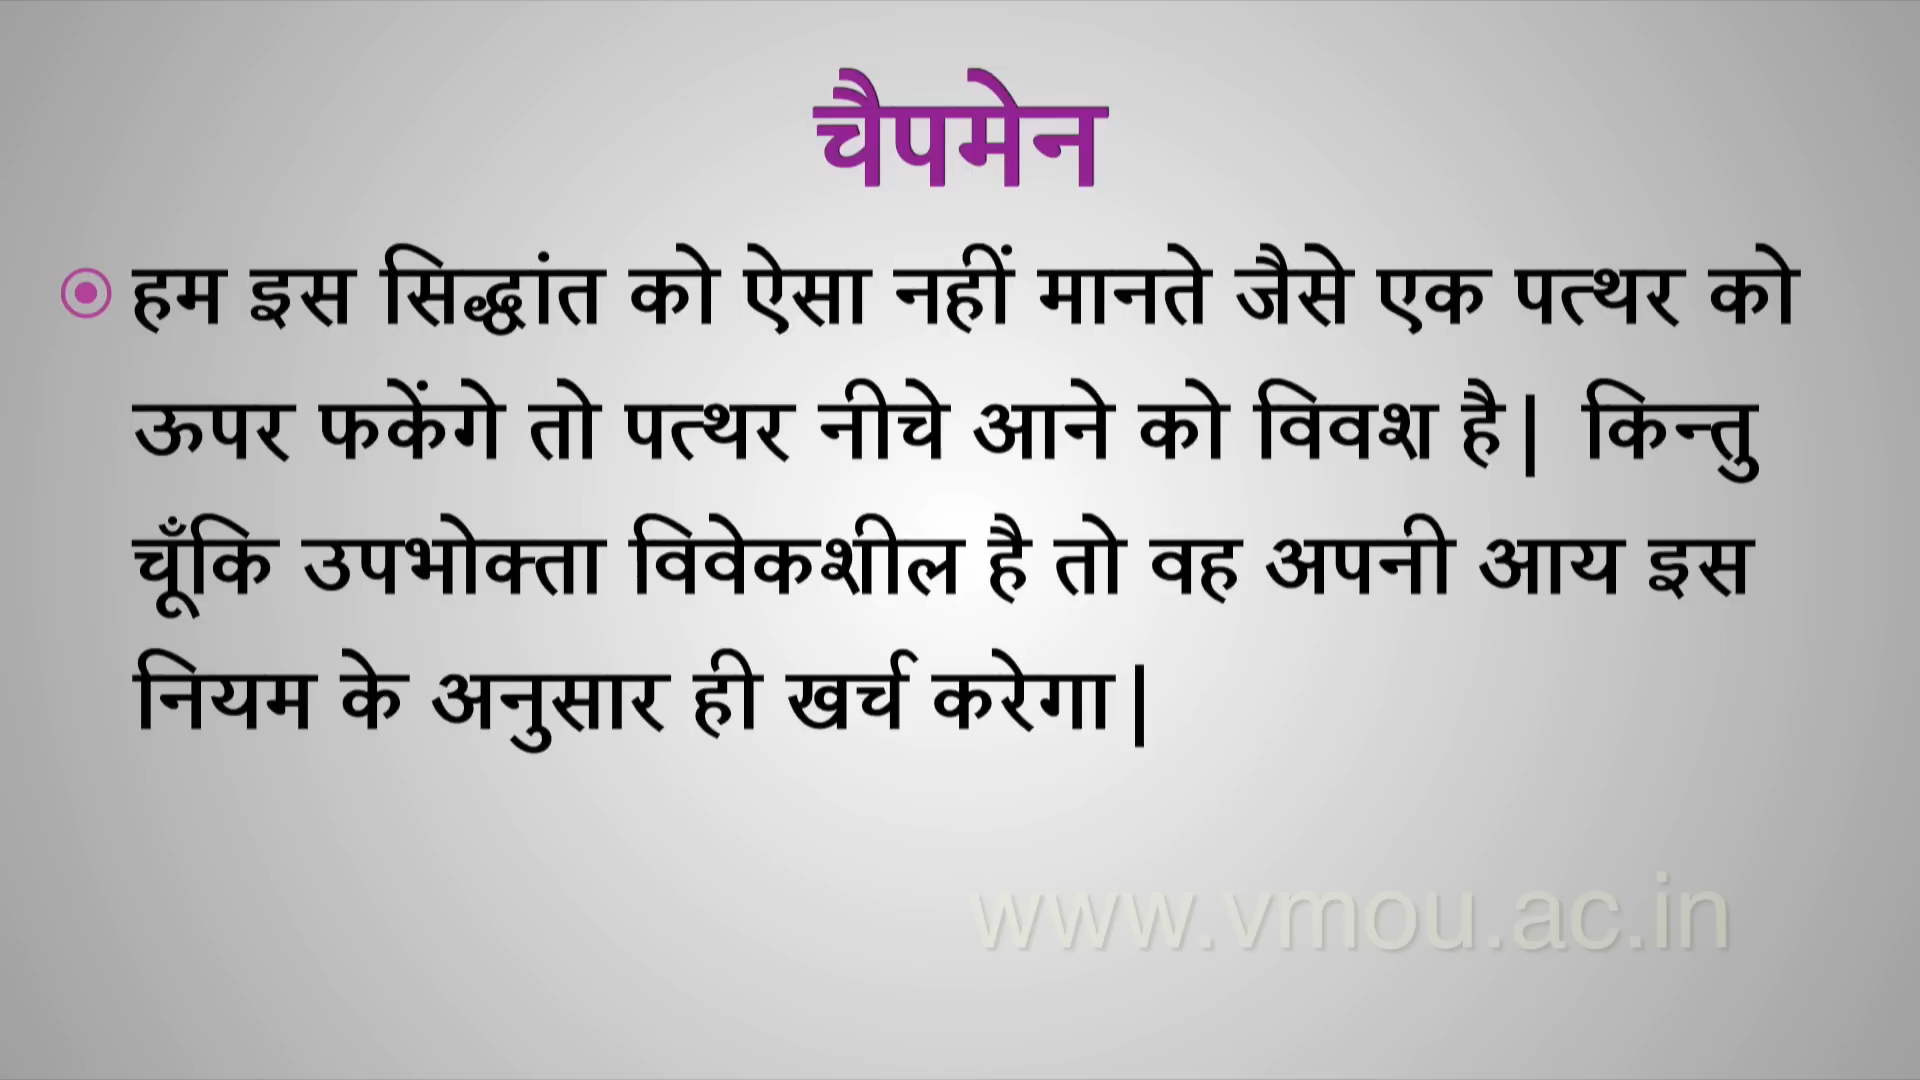 चैपमेन
हम इस सिद्धांत को ऐसा नहीं मानते जैसे एक पत्थर को
ऊपर फकेंगे तो पत्थर नीचे आने को विवश है| किन्तु
चूँकि उपभोक्ता विवेकशील है तो वह अपनी आय इस
नियम के अनुसार ही खर्च करेगा|
www.vmou.ac.in